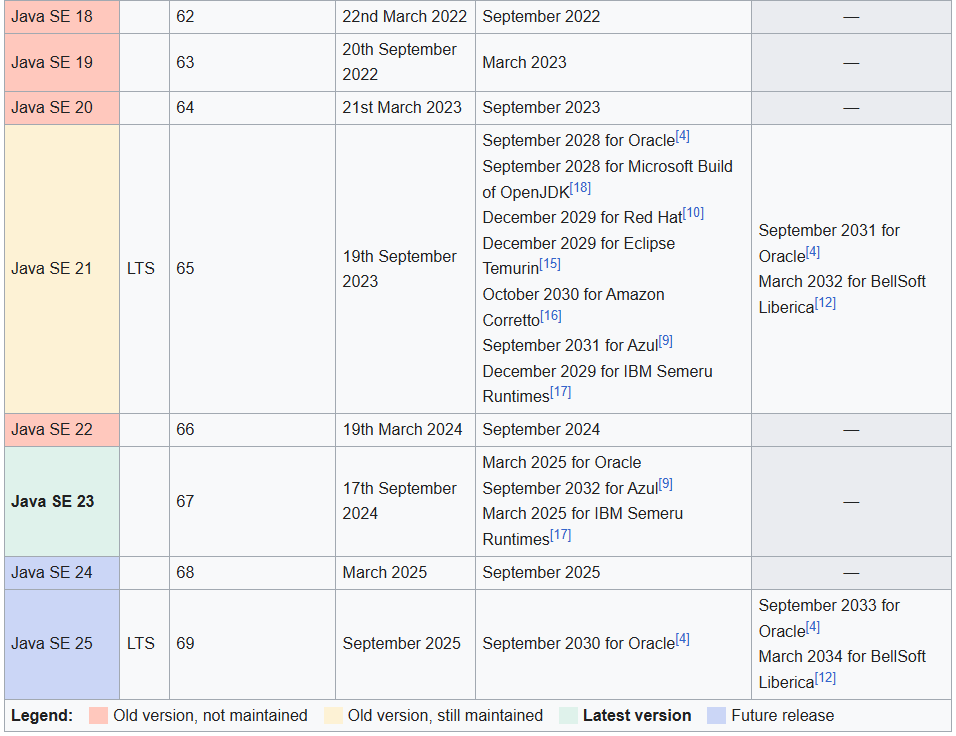 Java SE 18 62 22nd March 2022 September 2022 —
Java SE 19 63 20th September
2022 March 2023 —
Java SE 20 64 21st March 2023 September 2023 —
Java SE 21 LTS 65 19th September
2023
September 2028 for Oracle[4]
September 2028 for Microsoft Build
of OpenJDK[18]
December 2029 for Red Hat[10]
December 2029 for Eclipse
Temurin[15]
October 2030 for Amazon
Corretto[16]
September 2031 for Azul[9]
December 2029 for IBM Semeru
Runtimes[17]
September 2031 for
Oracle[4]
March 2032 for BellSoft
Liberica[12]
Java SE 22 66 19th March 2024 September 2024 —
Java SE 23 67 17th September
2024
March 2025 for Oracle
September 2032 for Azul[9]
March 2025 for IBM Semeru
Runtimes[17]
—
Java SE 24 68 March 2025 September 2025 —
Java SE 25 LTS 69 September 2025 September 2030 for Oracle[4]
September 2033 for
Oracle[4]
March 2034 for BellSoft
Liberica[12]
Legend: Old version, not maintained Old version, still maintained Latest version Future release